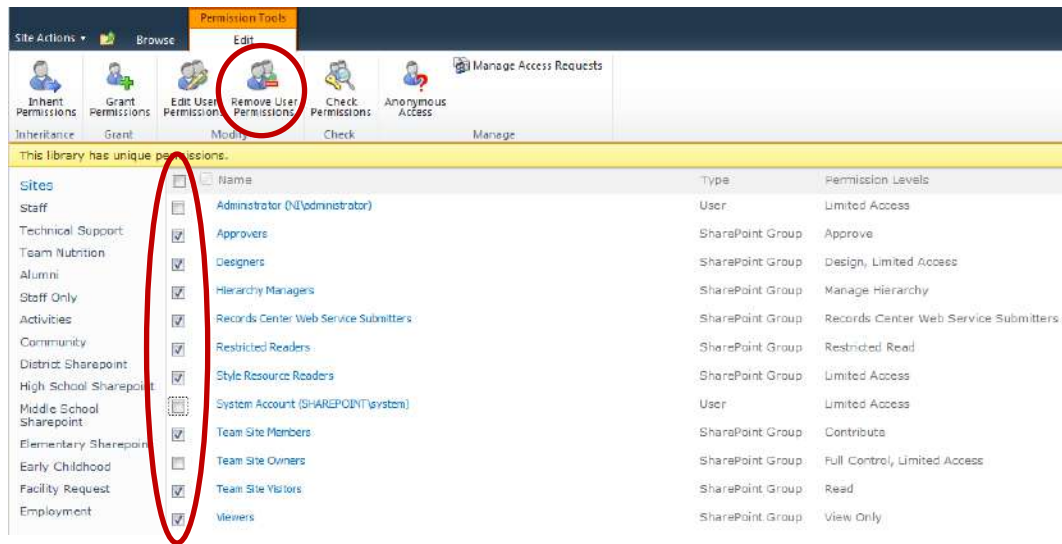 Permission Tools
Site Actions Browse Edit
Manage Access Requests
Inherit Permissions Grant Permissions Edit User Permissions Remove User Permissions Check Permissions Anonymous Access
Inheritance Grant Modify Check Manage
This library has unique permissions.
Sites
Staff
Technical Support
Team Nutrition
Alumni
Staff Only
Activities
Community
District Sharepoint
High School Sharepoint
Middle School
Sharepoint
Elementary Sharepoint
Early Childhood
Facility Request
Employment
Name Type Permission Levels
Administrator (NI\administrator) User Limited Access
Approvers SharePoint Group Approve
Designers SharePoint Group Design, Limited Access
Hierarchy Managers SharePoint Group Manage Hierarchy
Records Center Web Service Submitters SharePoint Group Records Center Web Service Submitters
Restricted Readers SharePoint Group Restricted Read
Style Resource Readers SharePoint Group Limited Access
System Account (SHAREPOINT\system) User Limited Access
Team Site Members SharePoint Group Contribute
Team Site Owners SharePoint Group Full Control, Limited Access
Team Site Visitors SharePoint Group Read
Viewers SharePoint Group View Only